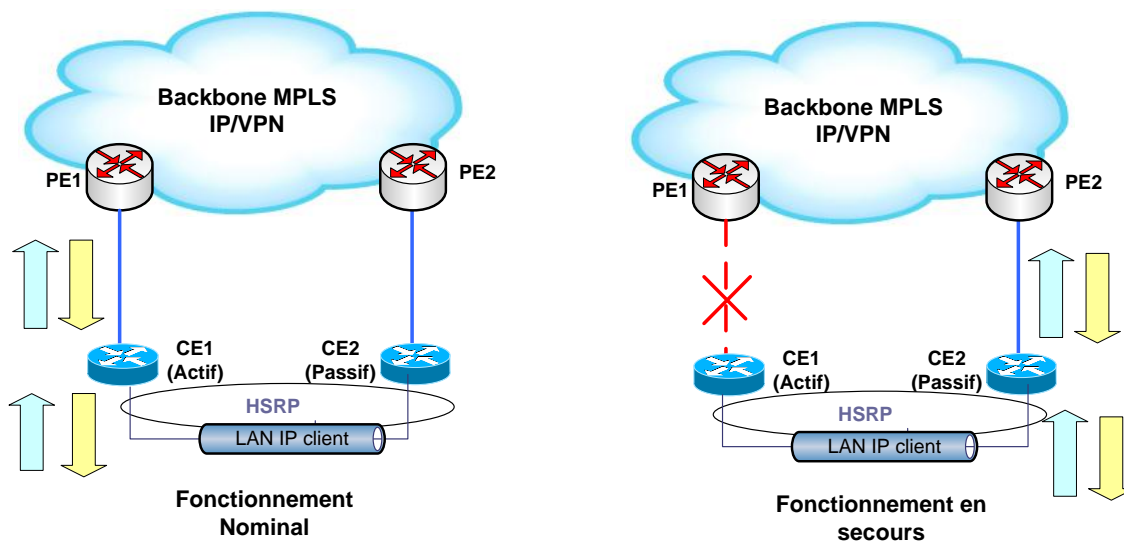 Backbone MPLS
IP/VPN
PE1
PE2
CE1
(Actif)
CE2
(Passif)
HSRP
LAN IP client
Fonctionnement
Nominal
Backbone MPLS
IP/VPN
PE1
PE2
CE1
(Actif)
CE2
(Passif)
HSRP
LAN IP client
Fonctionnement en
secours